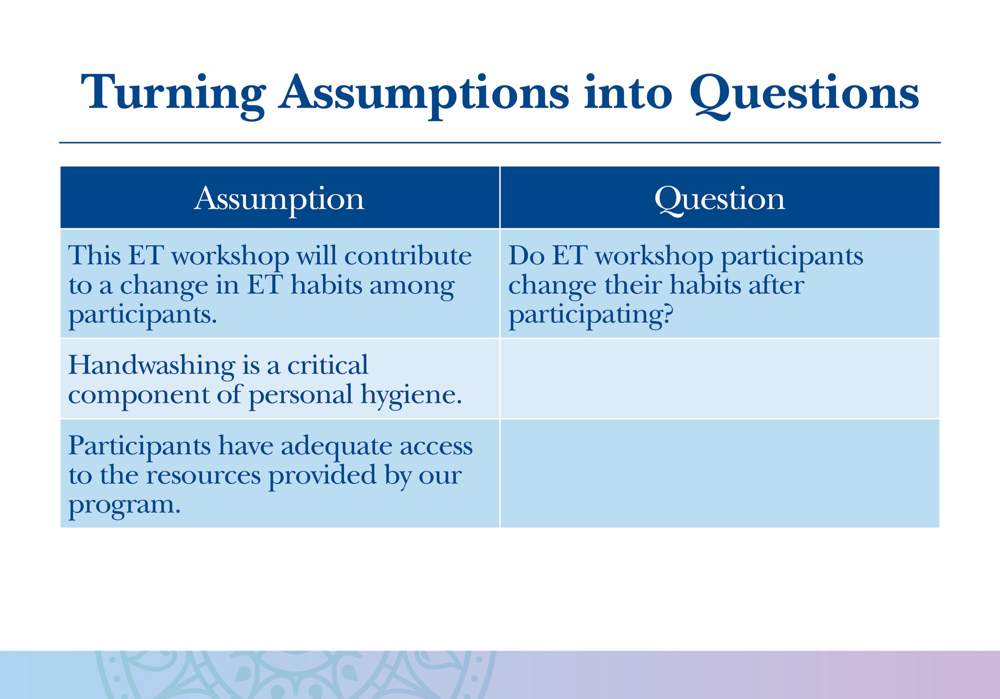 Turning Assumptions into Questions
Assumption
Question
This ET workshop will contribute
to a change in ET habits among
participants.
Do ET workshop participants
change their habits after
participating?
Handwashing is a critical
component of personal hygiene.
Participants have adequate access
to the resources provided by our
program.